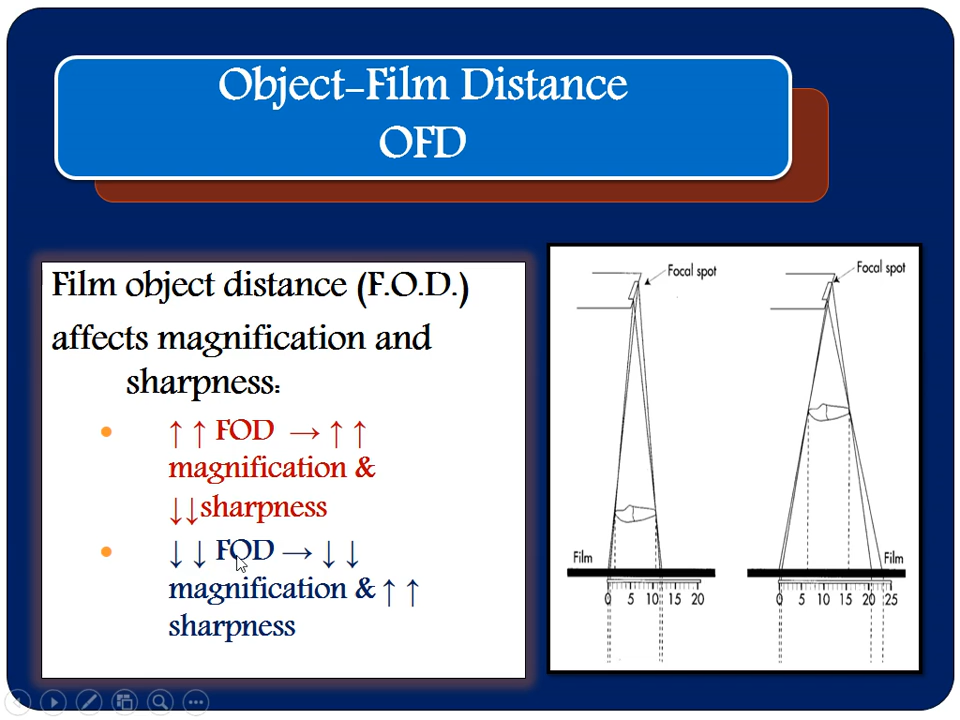 Object-Film Distance
OFD
Film object distance (F.O.D.)
affects magnification and
sharpness:
↑ ↑ FOD → ↑ ↑
magnification &
↓↓sharpness
↓ ↓ FOD → ↓ ↓
magnification & ↑ ↑
sharpness
Focal spot
Film
0 5 10 15 20
Focal spot
Film
0 5 10 15 20 25